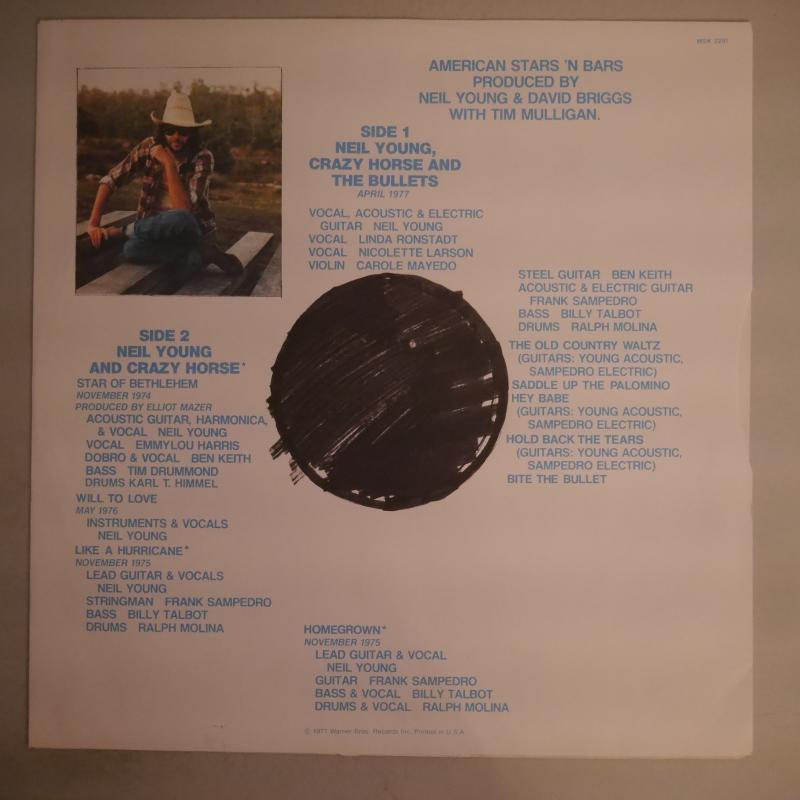 MSK 2261
AMERICAN STARS 'N BARS
PRODUCED BY
NEIL YOUNG & DAVID BRIGGS
WITH TIM MULLIGAN.
SIDE 1
NEIL YOUNG,
CRAZY HORSE AND
THE BULLETS
APRIL 1977
VOCAL, ACOUSTIC & ELECTRIC
GUITAR NEIL YOUNG
VOCAL LINDA RONSTADT
VOCAL NICOLETTE LARSON
VIOLIN CAROLE MAYEDO
STEEL GUITAR BEN KEITH
ACOUSTIC & ELECTRIC GUITAR
FRANK SAMPEDRO
BASS BILLY TALBOT
DRUMS RALPH MOLINA
THE OLD COUNTRY WALTZ
(GUITARS: YOUNG ACOUSTIC,
SAMPEDRO ELECTRIC)
SADDLE UP THE PALOMINO
HEY BABE
(GUITARS: YOUNG ACOUSTIC,
SAMPEDRO ELECTRIC)
HOLD BACK THE TEARS
(GUITARS: YOUNG ACOUSTIC,
SAMPEDRO ELECTRIC)
BITE THE BULLET
SIDE 2
NEIL YOUNG
AND CRAZY HORSE*
STAR OF BETHLEHEM
NOVEMBER 1974
PRODUCED BY ELLIOT MAZER
ACOUSTIC GUITAR, HARMONICA,
& VOCAL NEIL YOUNG
VOCAL EMMYLOU HARRIS
DOBRO & VOCAL BEN KEITH
BASS TIM DRUMMOND
DRUMS KARL T. HIMMEL
WILL TO LOVE
MAY 1976
INSTRUMENTS & VOCALS
NEIL YOUNG
LIKE A HURRICANE*
NOVEMBER 1975
LEAD GUITAR & VOCALS
NEIL YOUNG
STRINGMAN FRANK SAMPEDRO
BASS BILLY TALBOT
DRUMS RALPH MOLINA
HOMEGROWN*
NOVEMBER 1975
LEAD GUITAR & VOCAL
NEIL YOUNG
GUITAR FRANK SAMPEDRO
BASS & VOCAL BILLY TALBOT
DRUMS & VOCAL RALPH MOLINA
© 1977 Warner Bros. Records Inc. Printed in U.S.A.